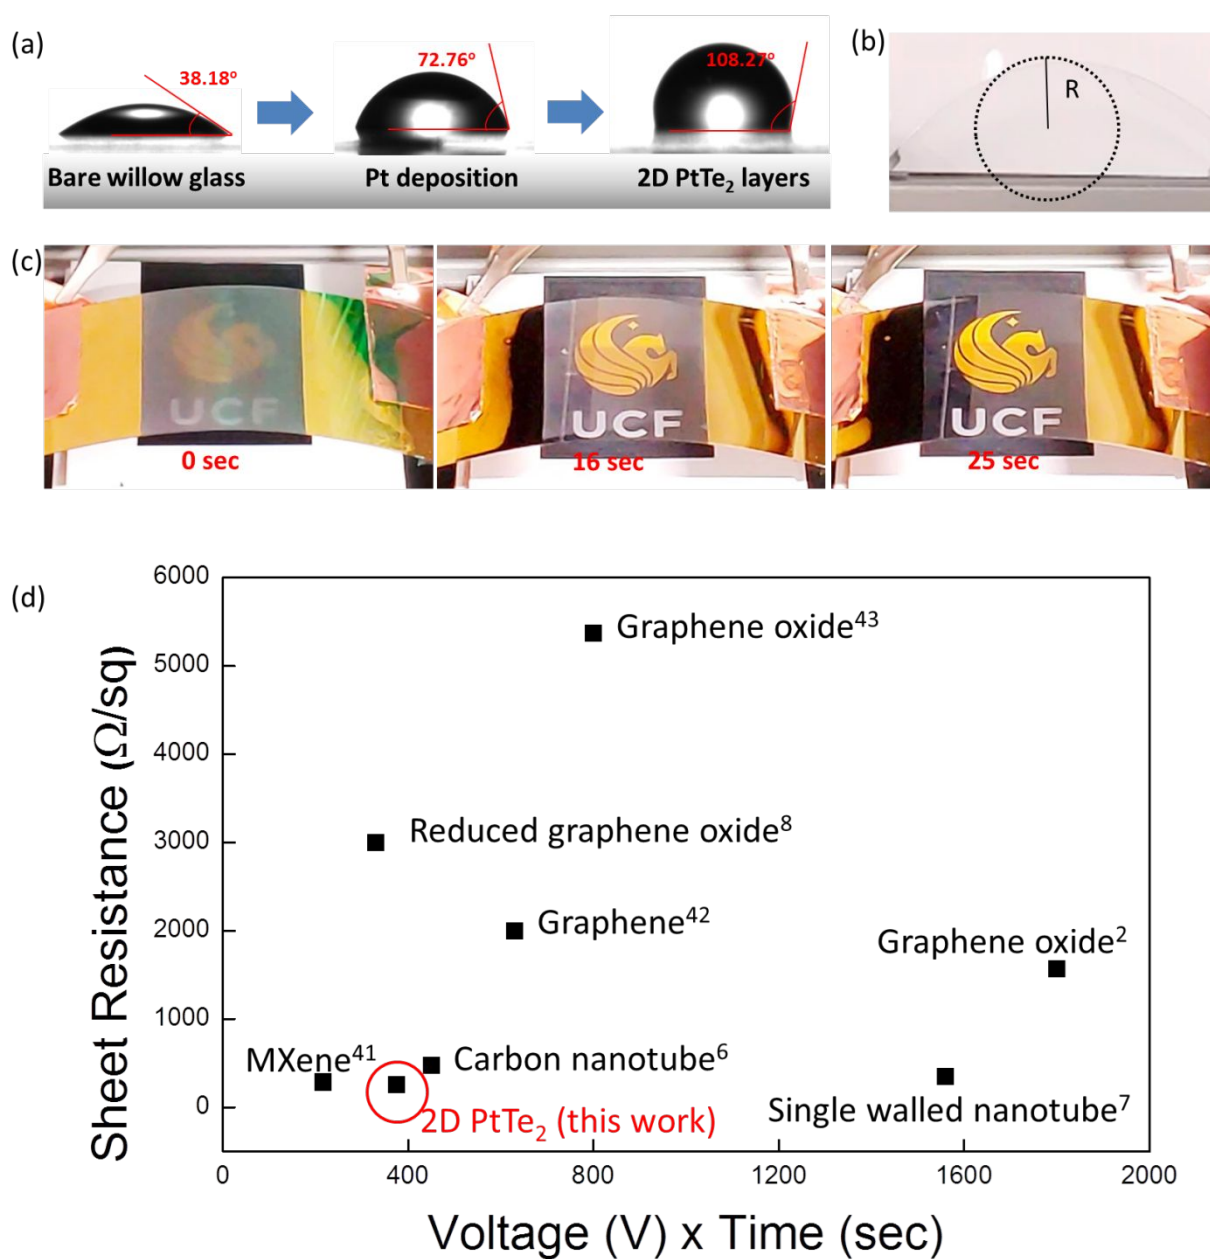 (a)
38.18°
72.76°
108.27°
Bare willow glass
Pt deposition
2D PtTe₂ layers
(b)
R
(c)
UCF
0 sec
UCF
16 sec
UCF
25 sec
(d)
Sheet Resistance (Ω/sq)
6000
5000
4000
3000
2000
1000
0
Graphene oxide⁴³
Reduced graphene oxide⁸
Graphene⁴²
Graphene oxide²
MXene⁴¹
Carbon nanotube⁶
2D PtTe₂ (this work)
Single walled nanotube⁷
0
400
800
1200
1600
2000
Voltage (V) x Time (sec)